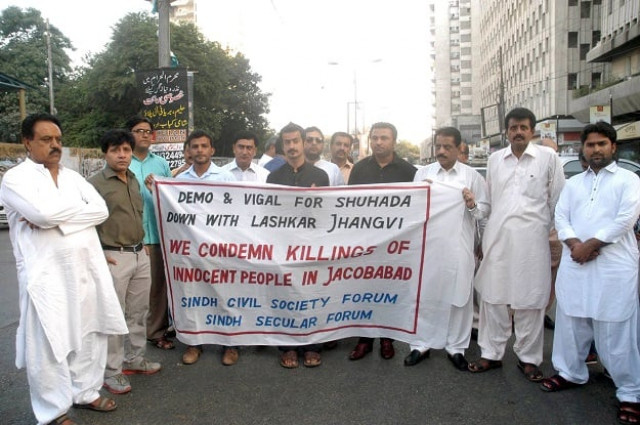 DEMO & VIGAL FOR SHUHADA
DOWN WITH LASHKAR JHANGVI
WE CONDEMN KILLINGS OF
INNOCENT PEOPLE IN JACOBABAD
SINDH CIVIL SOCIETY FORUM
SINDH SECULAR FORUM